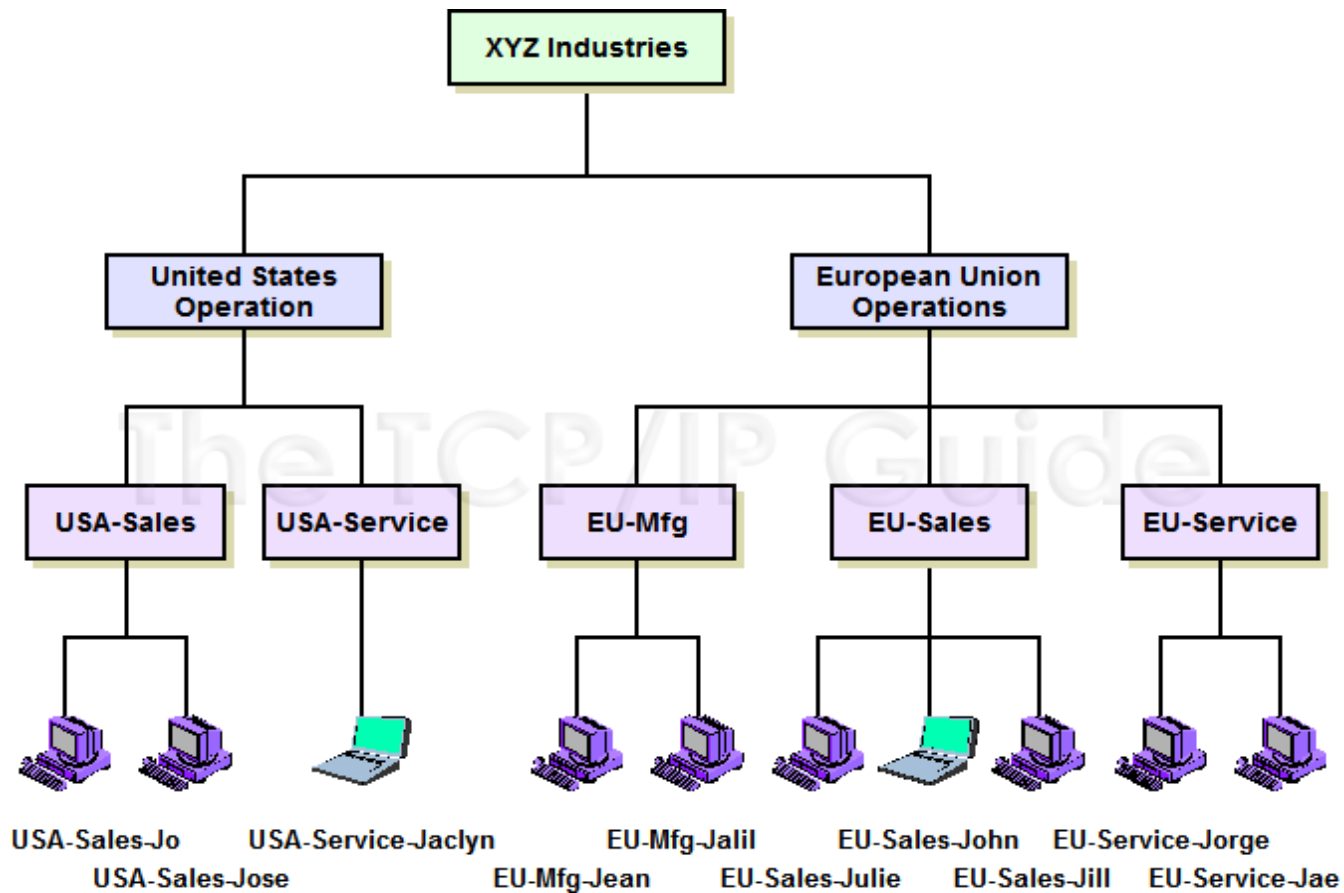 XYZ Industries
United States
Operation
European Union
Operations
The TCP/IP Guide
USA-Sales
USA-Service
EU-Mfg
EU-Sales
EU-Service
USA-Sales-Jo
USA-Service-Jaclyn
EU-Mfg-Jalil
EU-Sales-John
EU-Service-Jorge
USA-Sales-Jose
EU-Mfg-Jean
EU-Sales-Julie
EU-Sales-Jill
EU-Service-Jae